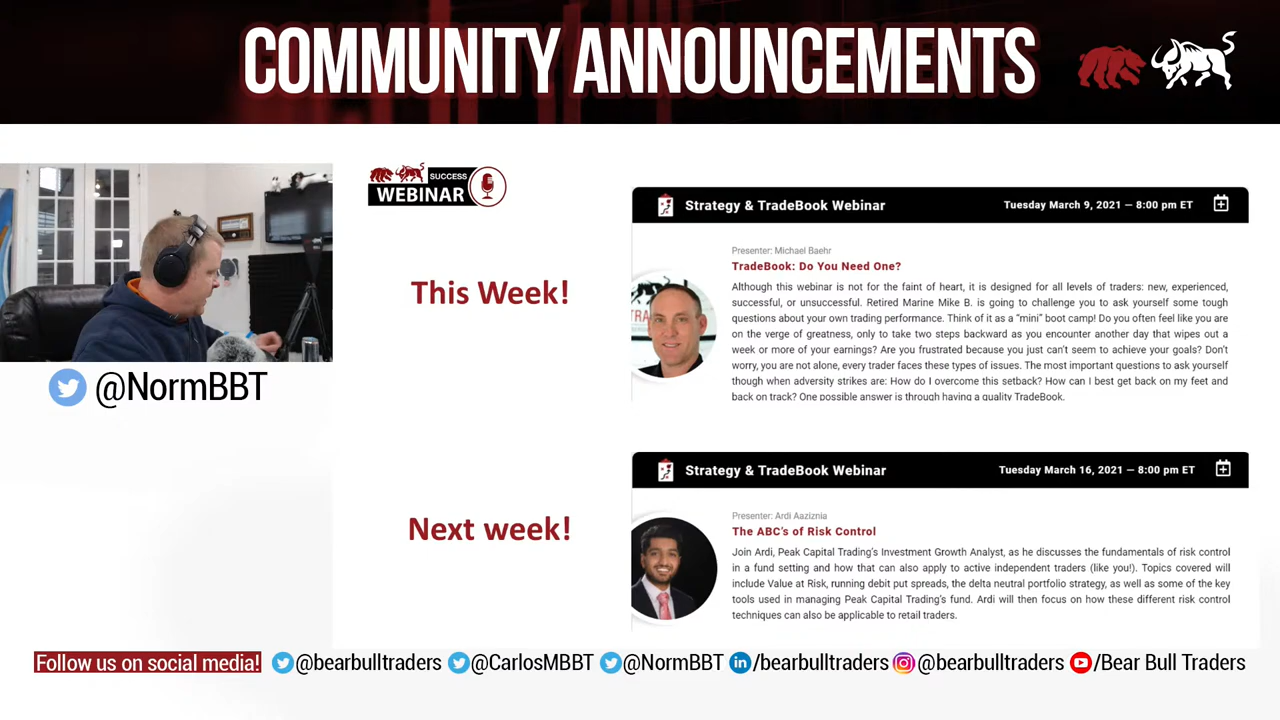 COMMUNITY ANNOUNCEMENTS
SUCCESS
WEBINAR
@NormBBT
This Week!
Strategy & TradeBook Webinar
Tuesday March 9, 2021 — 8:00 pm ET
Presenter: Michael Baehr
TradeBook: Do You Need One?
Although this webinar is not for the faint of heart, it is designed for all levels of traders: new, experienced,
successful, or unsuccessful. Retired Marine Mike B. is going to challenge you to ask yourself some tough
questions about your own trading performance. Think of it as a “mini” boot camp! Do you often feel like you are
on the verge of greatness, only to take two steps backward as you encounter another day that wipes out a
week or more of your earnings? Are you frustrated because you just can’t seem to achieve your goals? Don’t
worry, you are not alone, every trader faces these types of issues. The most important questions to ask yourself
though when adversity strikes are: How do I overcome this setback? How can I best get back on my feet and
back on track? One possible answer is through having a quality TradeBook.
Next week!
Strategy & TradeBook Webinar
Tuesday March 16, 2021 — 8:00 pm ET
Presenter: Ardi Aaziznia
The ABC’s of Risk Control
Join Ardi, Peak Capital Trading’s Investment Growth Analyst, as he discusses the fundamentals of risk control
in a fund setting and how that can also apply to active independent traders (like you!). Topics covered will
include Value at Risk, running debit put spreads, the delta neutral portfolio strategy, as well as some of the key
tools used in managing Peak Capital Trading’s fund. Ardi will then focus on how these different risk control
techniques can also be applicable to retail traders.
Follow us on social media! @bearbulltraders @CarlosMBBT @NormBBT /bearbulltraders @bearbulltraders /Bear Bull Traders